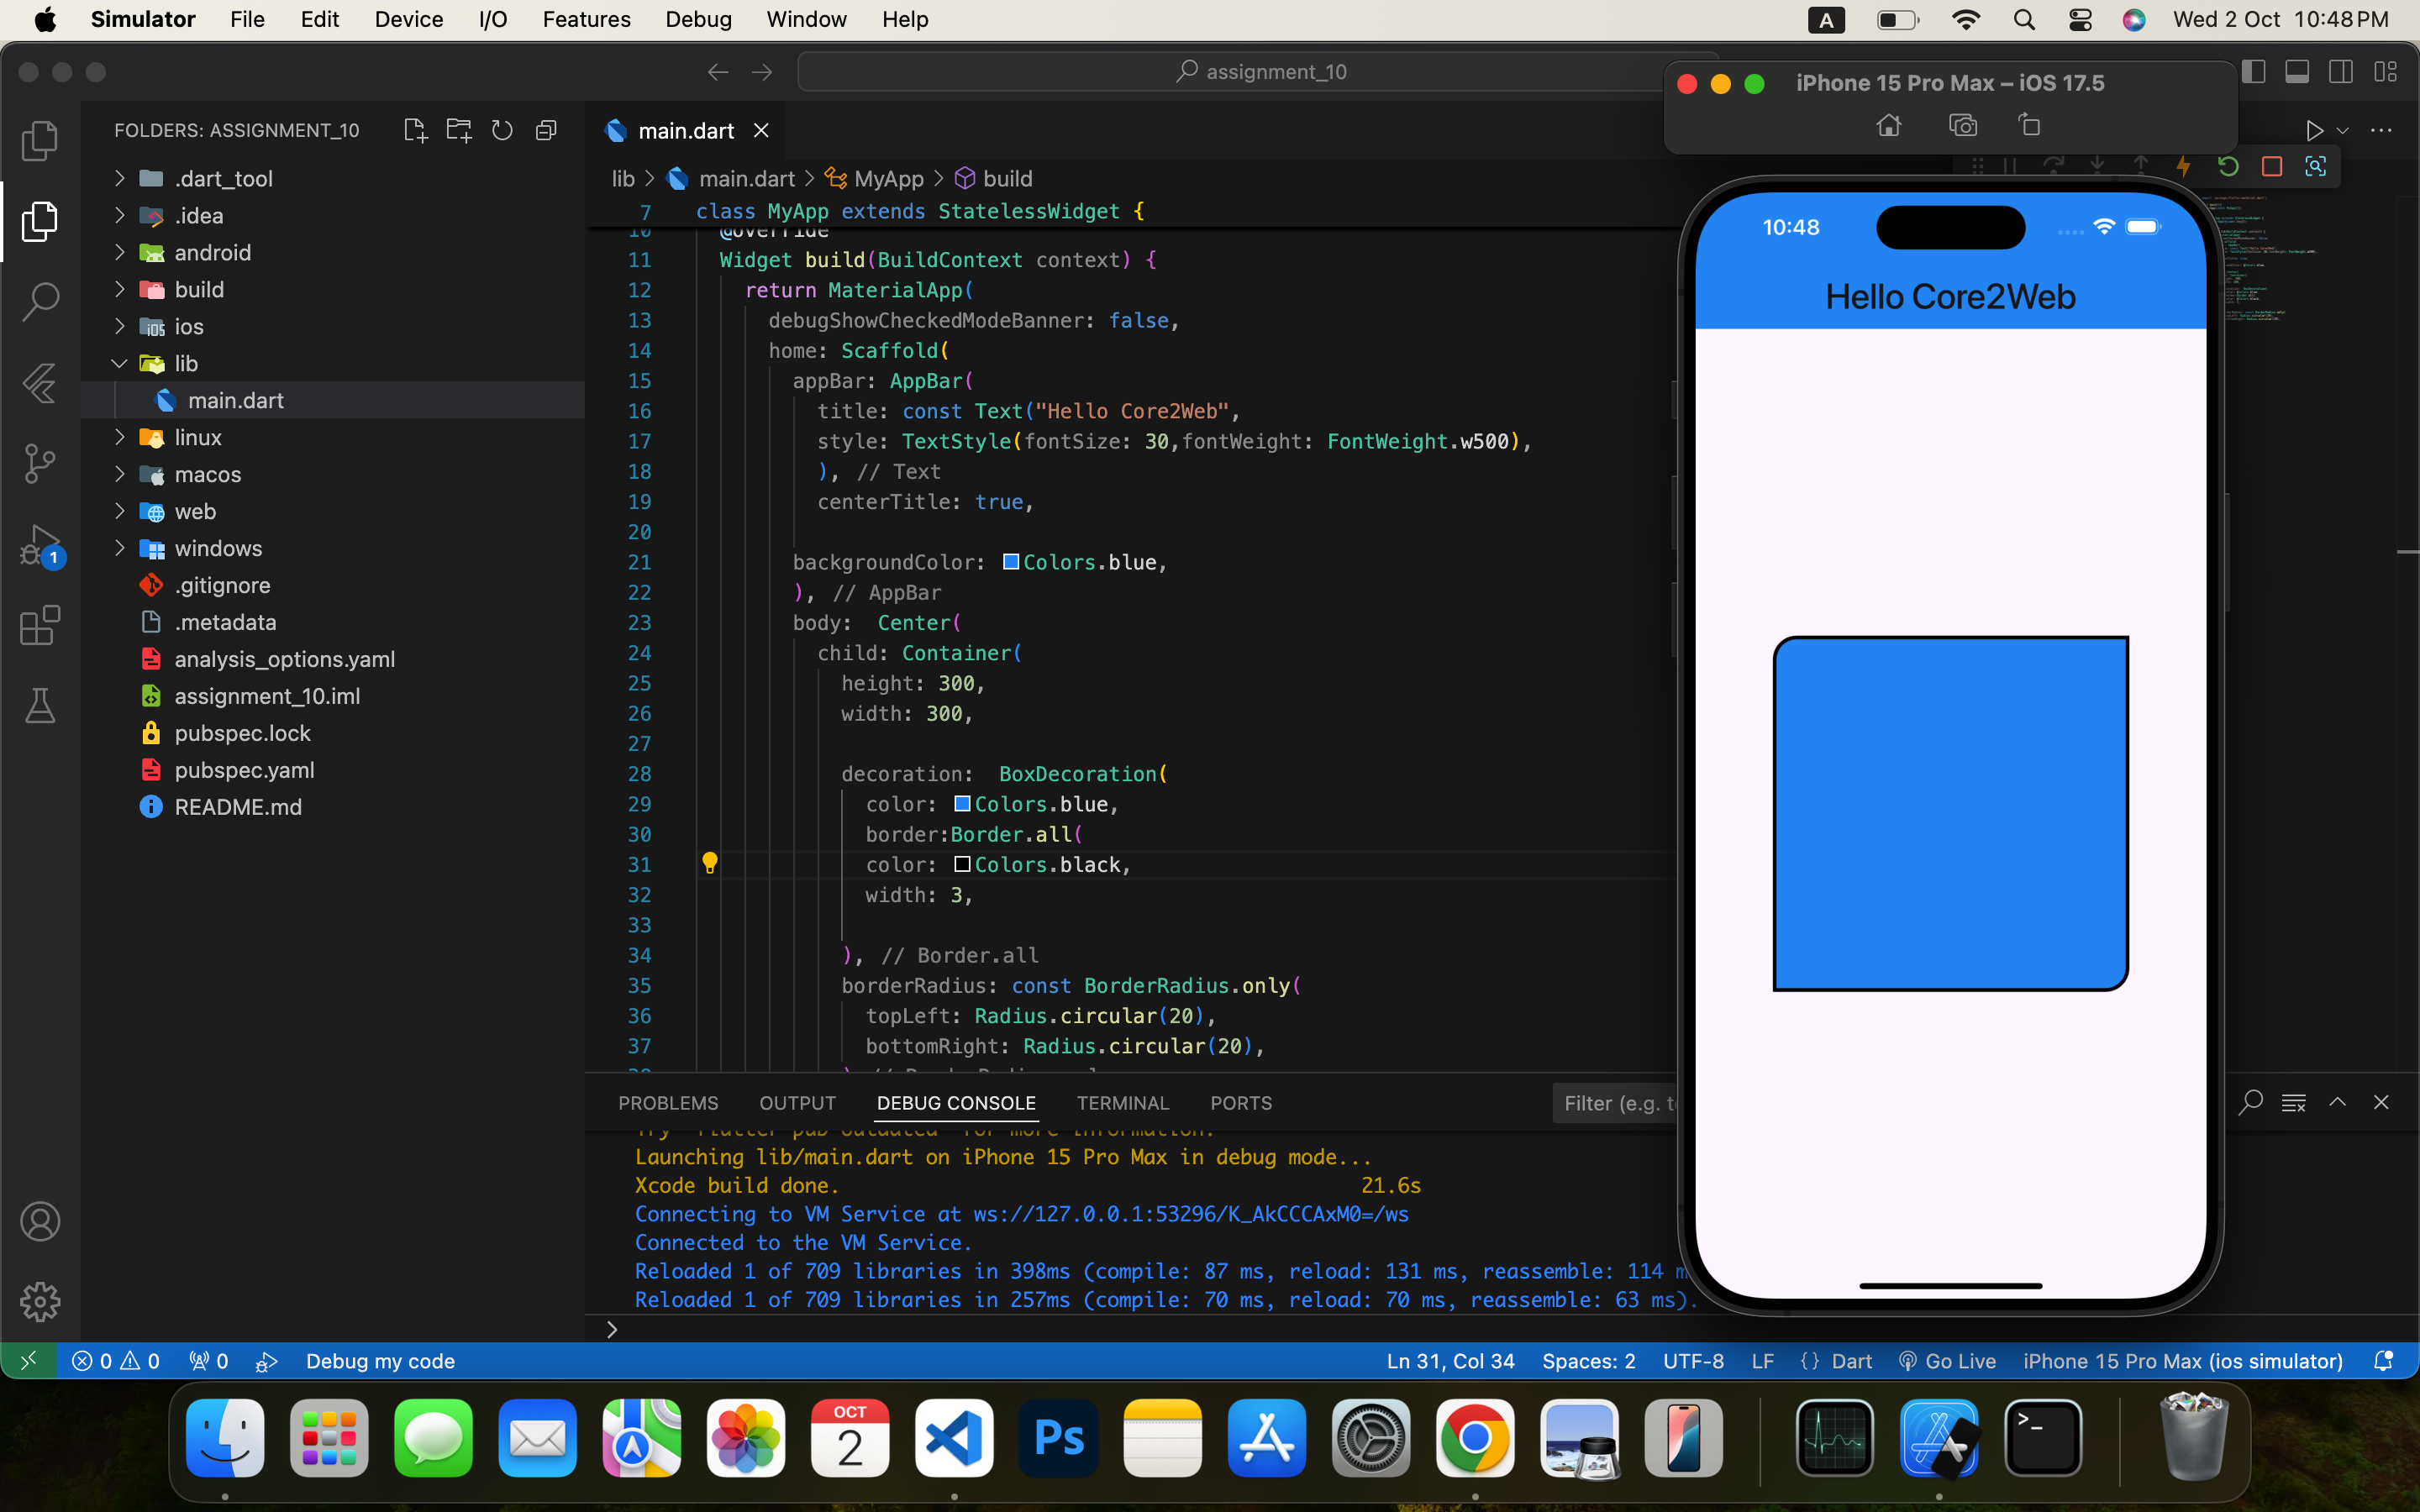 Simulator File Edit Device I/O Features Debug Window Help A Wed 2 Oct 10:48 PM
assignment_10
iPhone 15 Pro Max – iOS 17.5
FOLDERS: ASSIGNMENT_10
.dart_tool
.idea
android
build
ios
lib
main.dart
linux
macos
web
windows
.gitignore
.metadata
analysis_options.yaml
assignment_10.iml
pubspec.lock
pubspec.yaml
README.md
1
main.dart
lib > main.dart > MyApp > build
7 class MyApp extends StatelessWidget {
10 @override
11 Widget build(BuildContext context) {
12 return MaterialApp(
13 debugShowCheckedModeBanner: false,
14 home: Scaffold(
15 appBar: AppBar(
16 title: const Text("Hello Core2Web",
17 style: TextStyle(fontSize: 30,fontWeight: FontWeight.w500),
18 ), // Text
19 centerTitle: true,
20
21 backgroundColor: Colors.blue,
22 ), // AppBar
23 body: Center(
24 child: Container(
25 height: 300,
26 width: 300,
27
28 decoration: BoxDecoration(
29 color: Colors.blue,
30 border:Border.all(
31 color: Colors.black,
32 width: 3,
33
34 ), // Border.all
35 borderRadius: const BorderRadius.only(
36 topLeft: Radius.circular(20),
37 bottomRight: Radius.circular(20),
10:48
Hello Core2Web
PROBLEMS OUTPUT DEBUG CONSOLE TERMINAL PORTS Filter (e.g. t
Launching lib/main.dart on iPhone 15 Pro Max in debug mode...
Xcode build done. 21.6s
Connecting to VM Service at ws://127.0.0.1:53296/K_AkCCCAxM0=/ws
Connected to the VM Service.
Reloaded 1 of 709 libraries in 398ms (compile: 87 ms, reload: 131 ms, reassemble: 114 m
Reloaded 1 of 709 libraries in 257ms (compile: 70 ms, reload: 70 ms, reassemble: 63 ms).
0 0 0 Debug my code Ln 31, Col 34 Spaces: 2 UTF-8 LF {} Dart Go Live iPhone 15 Pro Max (ios simulator)
OCT
2
Ps